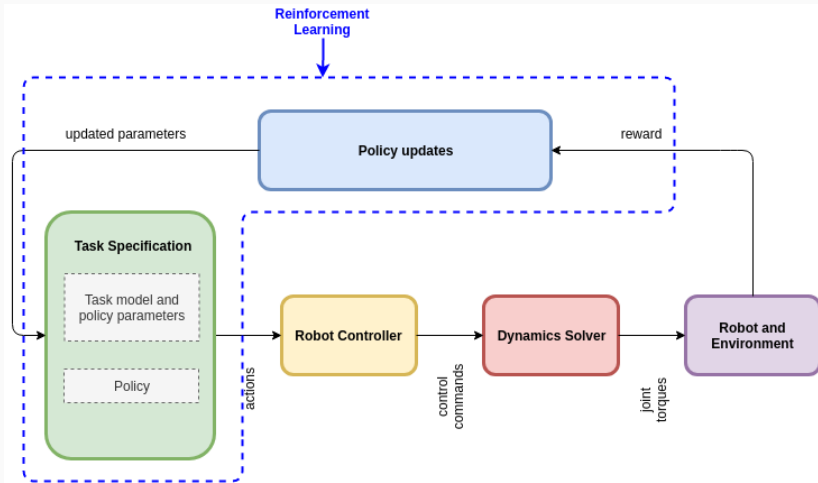 Reinforcement
Learning
updated parameters
Policy updates
reward
Task Specification
Task model and
policy parameters
Policy
actions
Robot Controller
control
commands
Dynamics Solver
joint
torques
Robot and
Environment